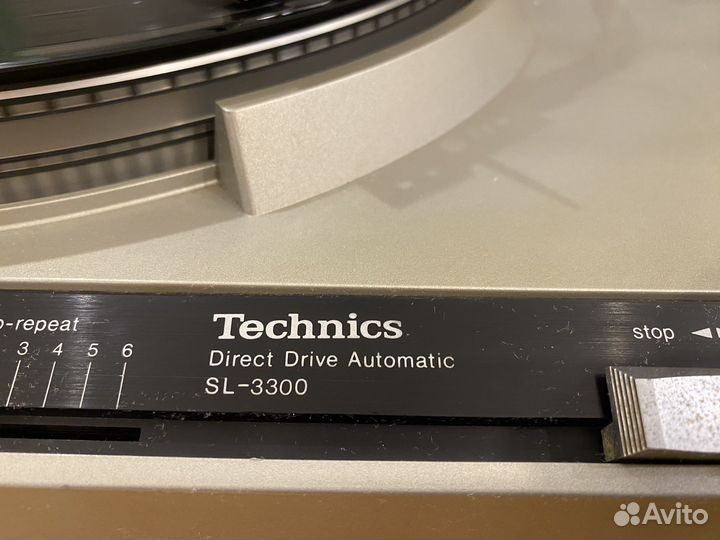 Technics
Direct Drive Automatic
SL-3300
-repeat
3 4 5 6
stop
Avito